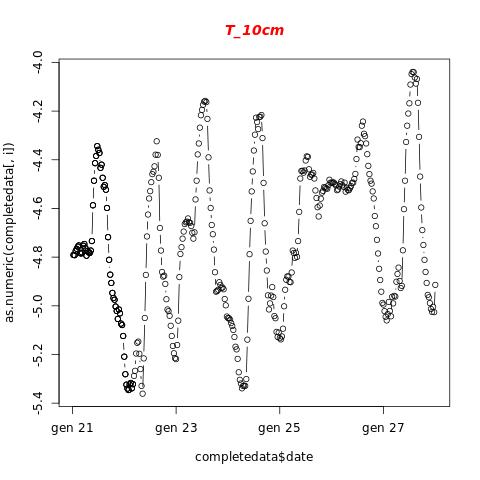 T_10cm
as.numeric(completedata[, i])
-4.0
-4.2
-4.4
-4.6
-4.8
-5.0
-5.2
-5.4
gen 21
gen 23
gen 25
gen 27
completedata$date